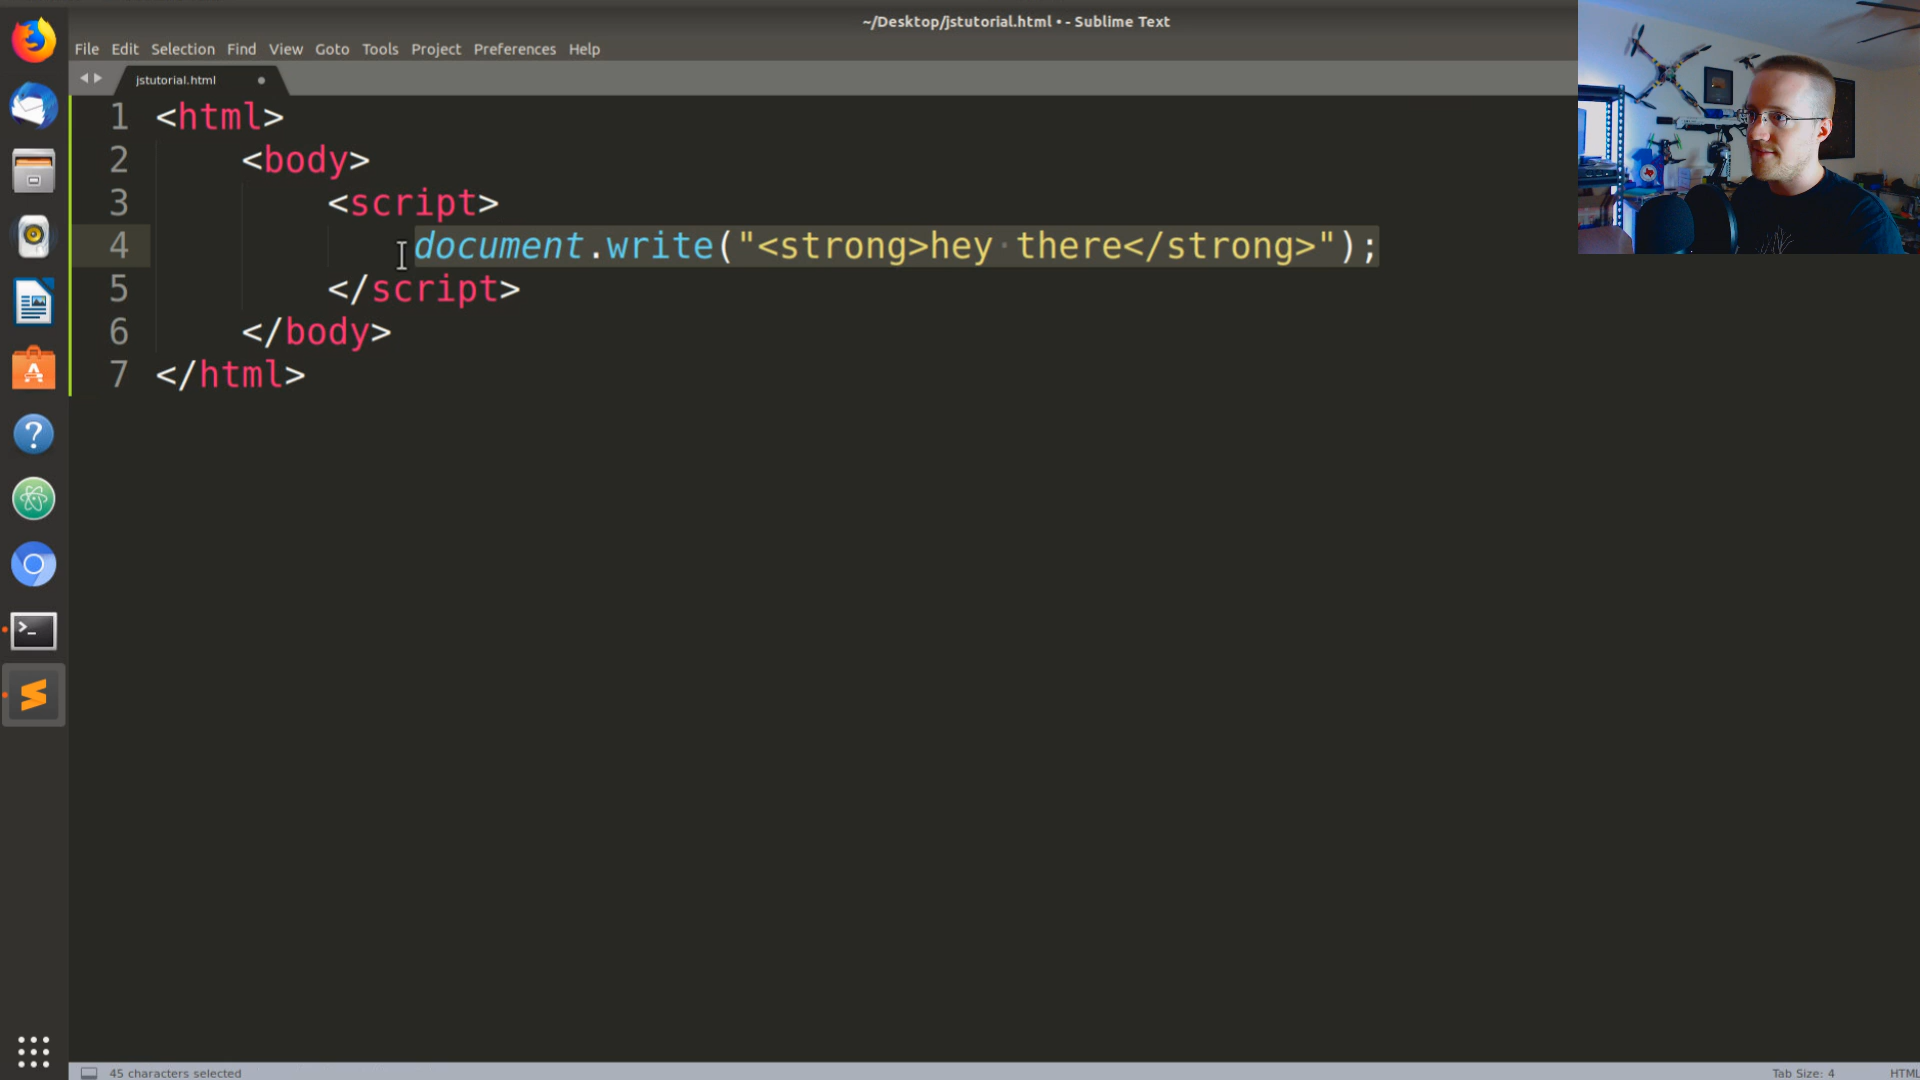 ~/Desktop/jstutorial.html • - Sublime Text
File Edit Selection Find View Goto Tools Project Preferences Help
jstutorial.html
1 <html>
2 <body>
3 <script>
4 document.write("<strong>hey there</strong>");
5 </script>
6 </body>
7 </html>
45 characters selected
Tab Size: 4
HTML